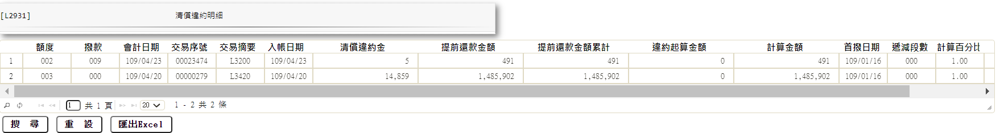 [L2931] 清償違約明細
額度 撥款 會計日期 交易序號 交易摘要 入帳日期 清償違約金 提前還款金額 提前還款金額累計 違約起算金額 計算金額 首撥日期 遞減段數 計算百分比
1 002 009 109/04/23 00023474 L3200 109/04/23 5 491 491 0 491 109/01/16 000 1.00
2 003 000 109/04/20 00000279 L3420 109/04/20 14,859 1,485,902 1,485,902 0 1,485,902 109/01/16 000 1.00
1 共 1 頁 20 1 - 2 共 2 條
搜 尋 重 設 匯出Excel